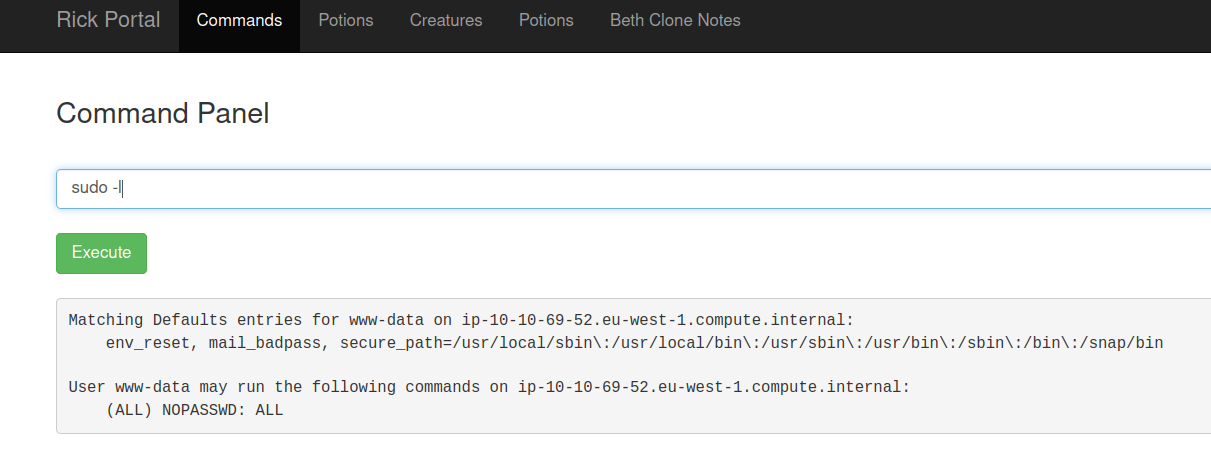 Rick Portal Commands Potions Creatures Potions Beth Clone Notes
Command Panel
sudo -l
Execute
Matching Defaults entries for www-data on ip-10-10-69-52.eu-west-1.compute.internal:
    env_reset, mail_badpass, secure_path=/usr/local/sbin\:/usr/local/bin\:/usr/sbin\:/usr/bin\:/sbin\:/bin\:/snap/bin
User www-data may run the following commands on ip-10-10-69-52.eu-west-1.compute.internal:
    (ALL) NOPASSWD: ALL